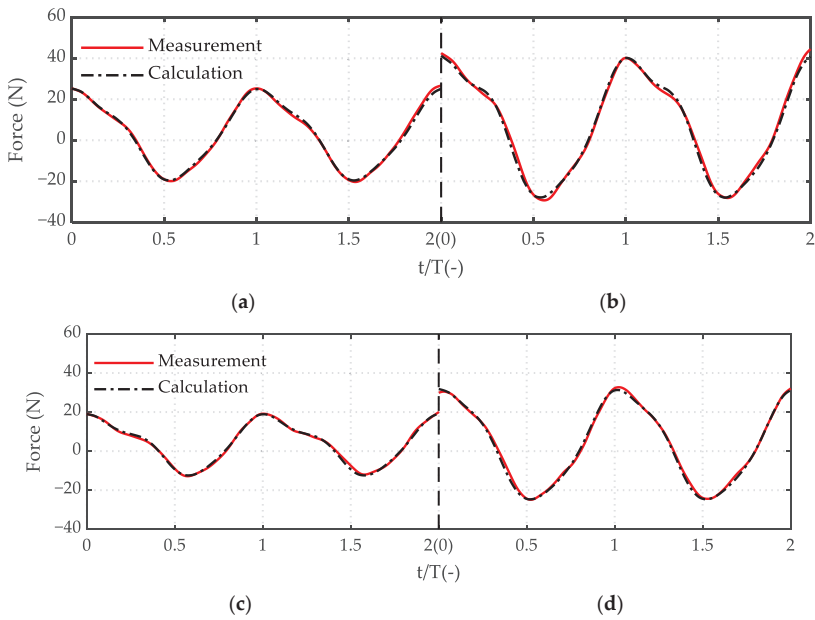 60
40
20
0
−20
−40
Force (N)
Measurement
Calculation
0 0.5 1 1.5 2(0) 0.5 1 1.5 2
t/T(-)
(a) (b)
60
40
20
0
−20
−40
Force (N)
Measurement
Calculation
0 0.5 1 1.5 2(0) 0.5 1 1.5 2
t/T(-)
(c) (d)